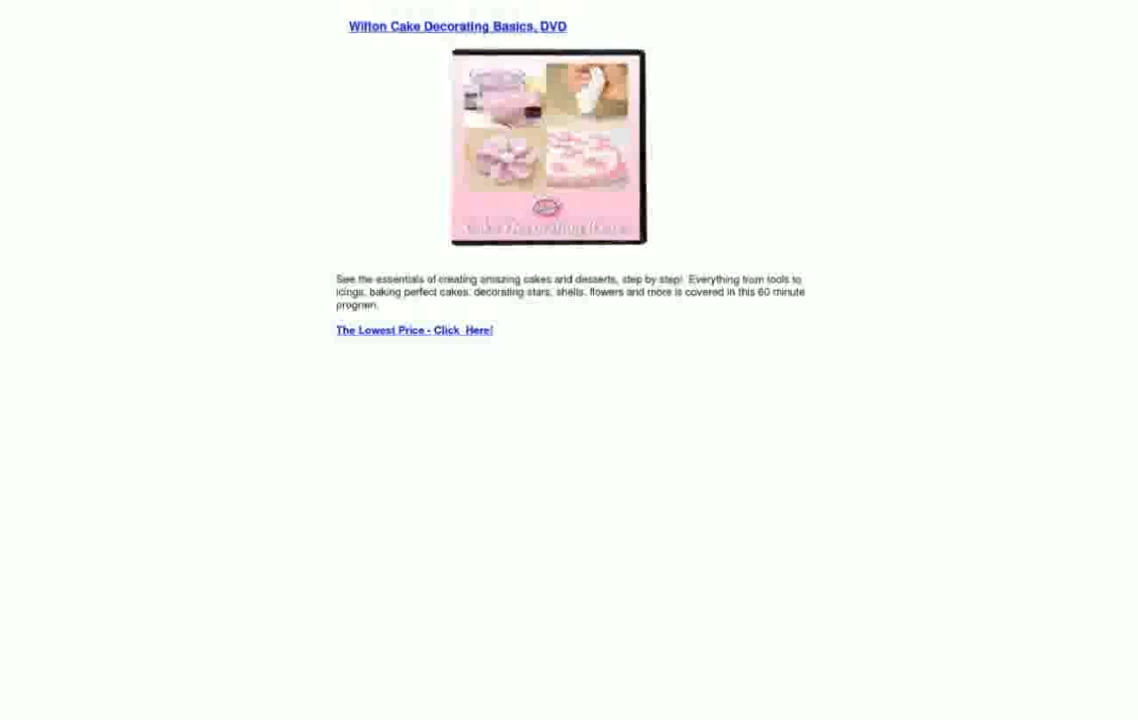 Wilton Cake Decorating Basics, DVD
See the essentials of creating amazing cakes and desserts, step by step! Everything from tools to
icings, baking perfect cakes, decorating stars, shells, flowers and more is covered in this 60 minute
program.
The Lowest Price - Click Here!